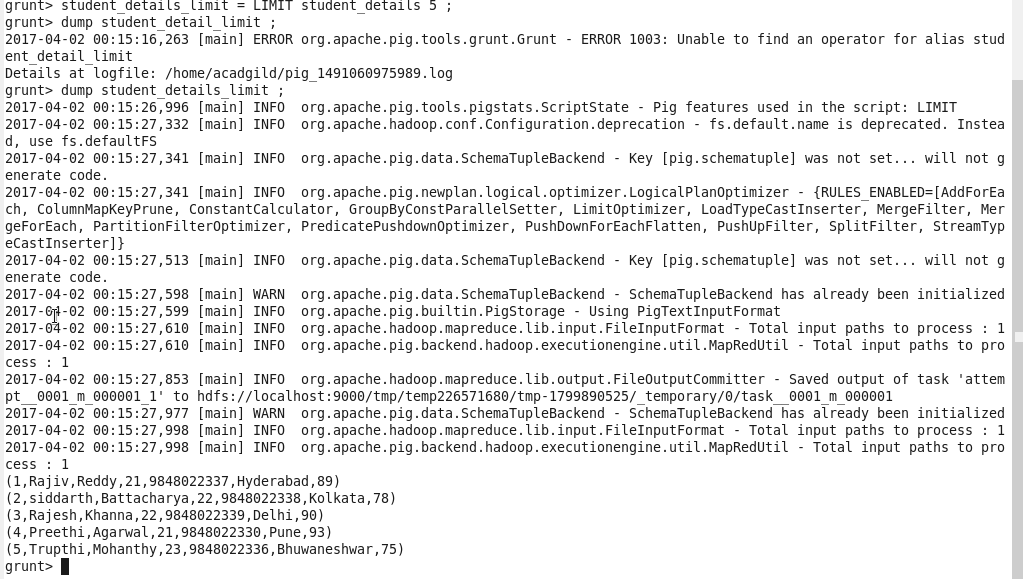 grunt> student_details_limit = LIMIT student_details 5 ;
grunt> dump student_detail_limit ;
2017-04-02 00:15:16,263 [main] ERROR org.apache.pig.tools.grunt.Grunt - ERROR 1003: Unable to find an operator for alias stud
ent_detail_limit
Details at logfile: /home/acadgild/pig_1491060975989.log
grunt> dump student_details_limit ;
2017-04-02 00:15:26,996 [main] INFO  org.apache.pig.tools.pigstats.ScriptState - Pig features used in the script: LIMIT
2017-04-02 00:15:27,332 [main] INFO  org.apache.hadoop.conf.Configuration.deprecation - fs.default.name is deprecated. Instea
d, use fs.defaultFS
2017-04-02 00:15:27,341 [main] INFO  org.apache.pig.data.SchemaTupleBackend - Key [pig.schematuple] was not set... will not g
enerate code.
2017-04-02 00:15:27,341 [main] INFO  org.apache.pig.newplan.logical.optimizer.LogicalPlanOptimizer - {RULES_ENABLED=[AddForEa
ch, ColumnMapKeyPrune, ConstantCalculator, GroupByConstParallelSetter, LimitOptimizer, LoadTypeCastInserter, MergeFilter, Mer
geForEach, PartitionFilterOptimizer, PredicatePushdownOptimizer, PushDownForEachFlatten, PushUpFilter, SplitFilter, StreamTyp
eCastInserter]}
2017-04-02 00:15:27,513 [main] INFO  org.apache.pig.data.SchemaTupleBackend - Key [pig.schematuple] was not set... will not g
enerate code.
2017-04-02 00:15:27,598 [main] WARN  org.apache.pig.data.SchemaTupleBackend - SchemaTupleBackend has already been initialized
2017-04-02 00:15:27,599 [main] INFO  org.apache.pig.builtin.PigStorage - Using PigTextInputFormat
2017-04-02 00:15:27,610 [main] INFO  org.apache.hadoop.mapreduce.lib.input.FileInputFormat - Total input paths to process : 1
2017-04-02 00:15:27,610 [main] INFO  org.apache.pig.backend.hadoop.executionengine.util.MapRedUtil - Total input paths to pro
cess : 1
2017-04-02 00:15:27,853 [main] INFO  org.apache.hadoop.mapreduce.lib.output.FileOutputCommitter - Saved output of task 'attem
pt__0001_m_000001_1' to hdfs://localhost:9000/tmp/temp226571680/tmp-1799890525/_temporary/0/task__0001_m_000001
2017-04-02 00:15:27,977 [main] WARN  org.apache.pig.data.SchemaTupleBackend - SchemaTupleBackend has already been initialized
2017-04-02 00:15:27,998 [main] INFO  org.apache.hadoop.mapreduce.lib.input.FileInputFormat - Total input paths to process : 1
2017-04-02 00:15:27,998 [main] INFO  org.apache.pig.backend.hadoop.executionengine.util.MapRedUtil - Total input paths to pro
cess : 1
(1,Rajiv,Reddy,21,9848022337,Hyderabad,89)
(2,siddarth,Battacharya,22,9848022338,Kolkata,78)
(3,Rajesh,Khanna,22,9848022339,Delhi,90)
(4,Preethi,Agarwal,21,9848022330,Pune,93)
(5,Trupthi,Mohanthy,23,9848022336,Bhuwaneshwar,75)
grunt>